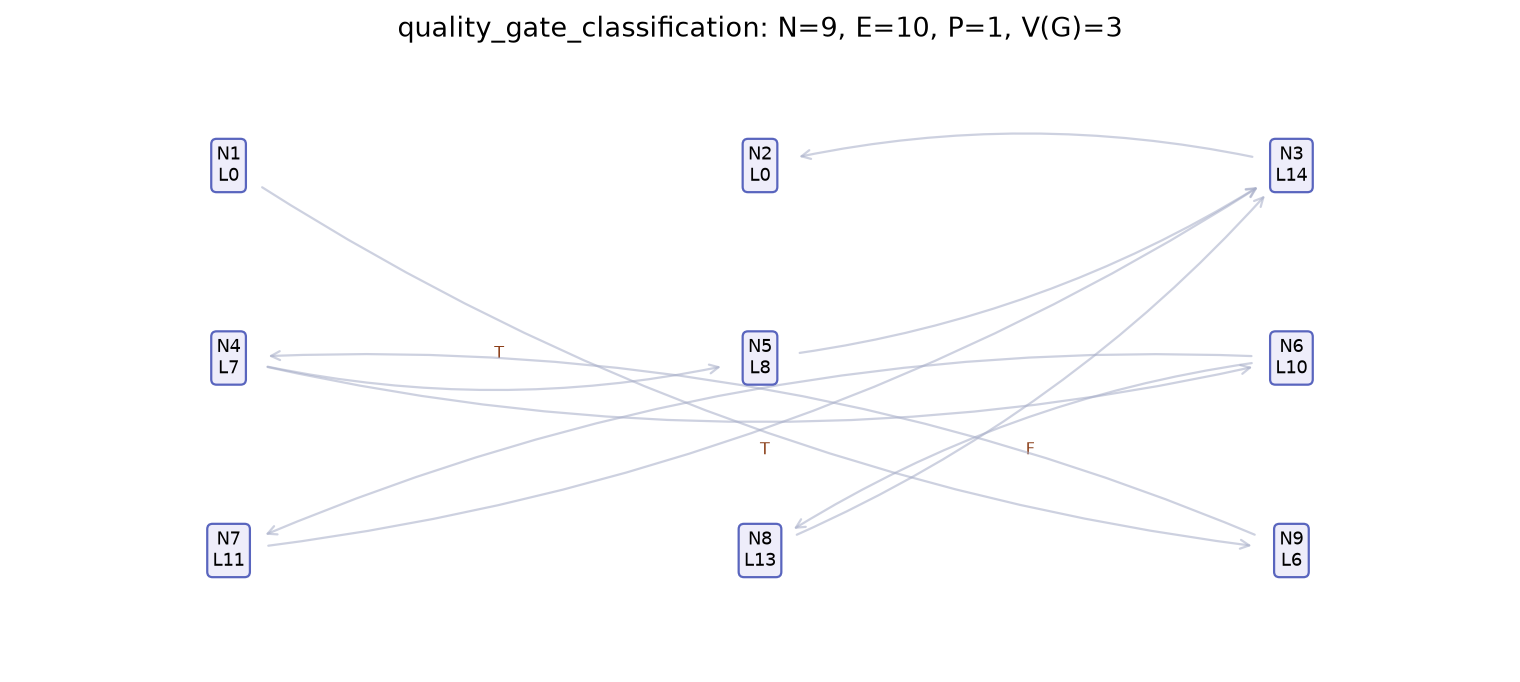 quality_gate_classification: N=9, E=10, P=1, V(G)=3
N1
L0
N2
L0
N3
L14
N4
L7
T
N5
L8
N6
L10
T
F
N7
L11
N8
L13
N9
L6